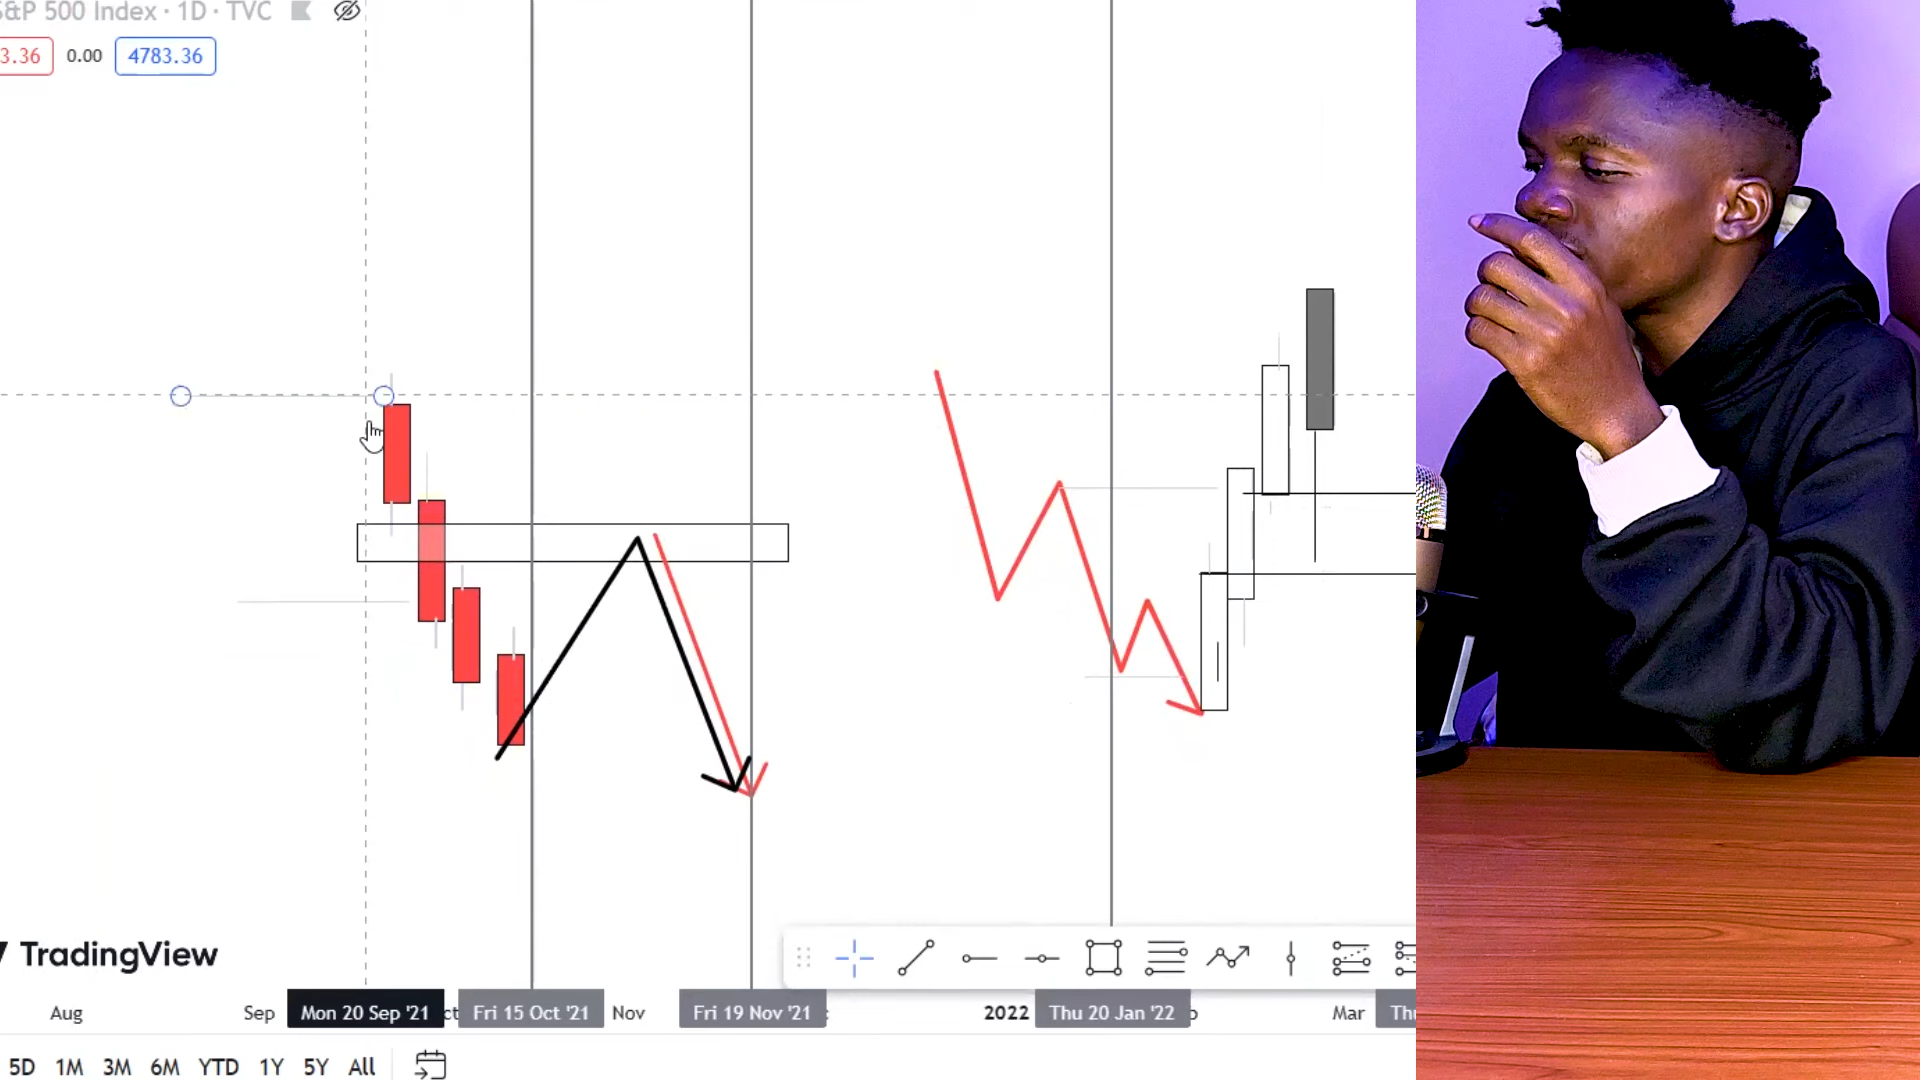 S&P 500 Index · 1D · TVC
3.36 0.00 4783.36
TradingView
Aug Sep Mon 20 Sep '21 ct Fri 15 Oct '21 Nov Fri 19 Nov '21 2022 Thu 20 Jan '22 Mar Thu
5D 1M 3M 6M YTD 1Y 5Y All